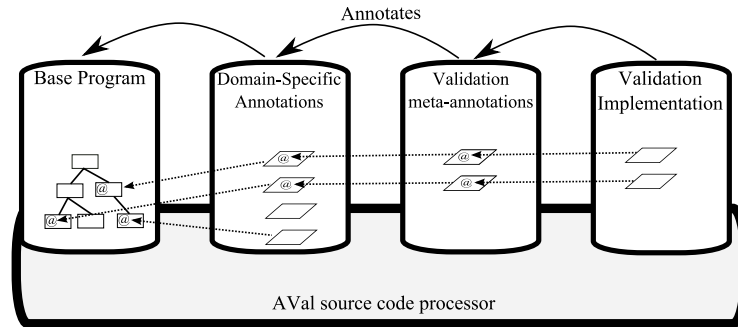 Annotates
Base Program
Domain-Specific
Annotations
Validation
meta-annotations
Validation
Implementation
@
@
@
@
@
@
@
AVal source code processor